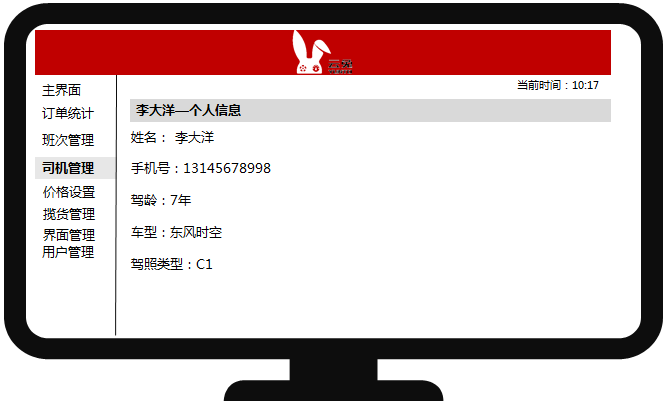 当前时间：10:17
主界面
订单统计
班次管理
司机管理
价格设置
揽货管理
界面管理
用户管理
李大洋—个人信息
姓名： 李大洋
手机号：13145678998
驾龄：7年
车型：东风时空
驾照类型：C1